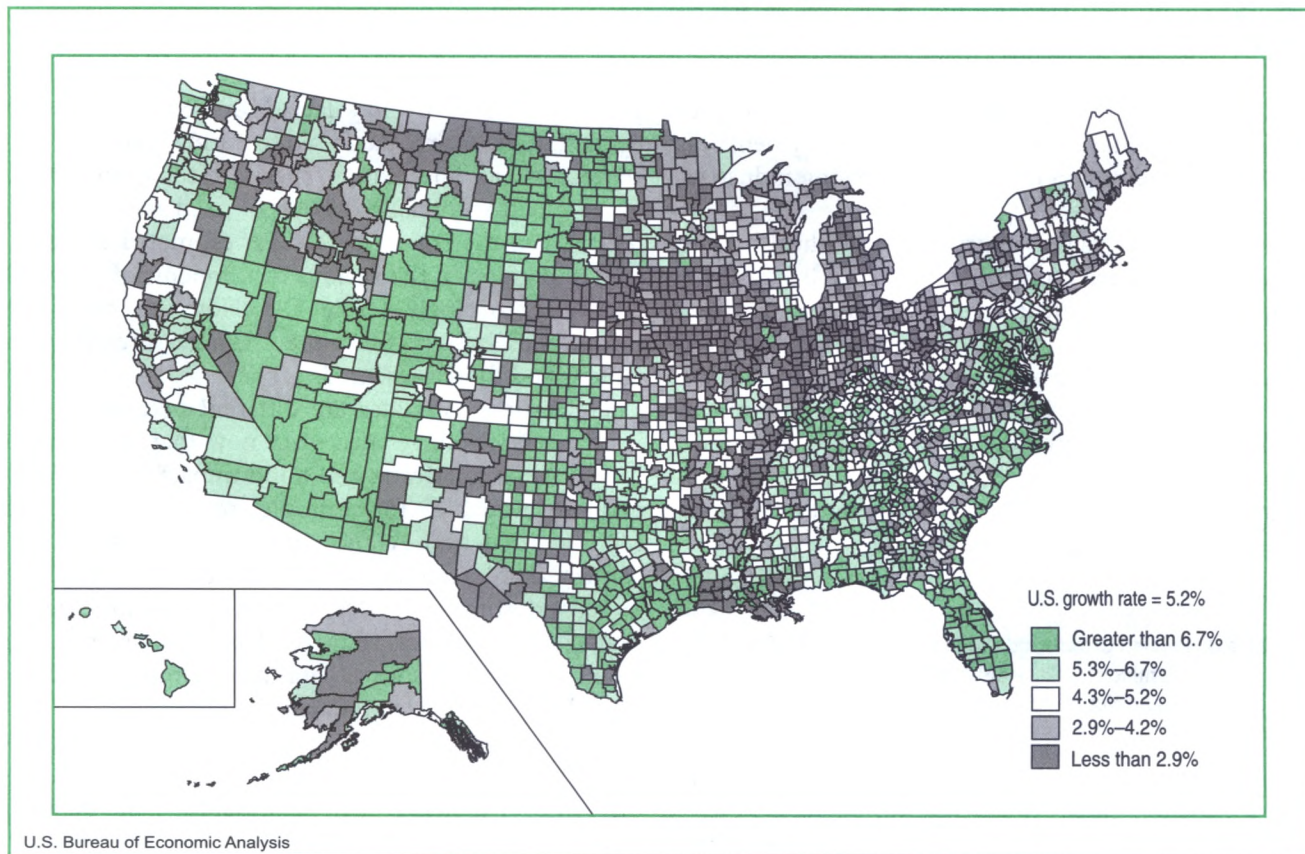 U.S. growth rate = 5.2%
Greater than 6.7%
5.3%–6.7%
4.3%–5.2%
2.9%–4.2%
Less than 2.9%
U.S. Bureau of Economic Analysis